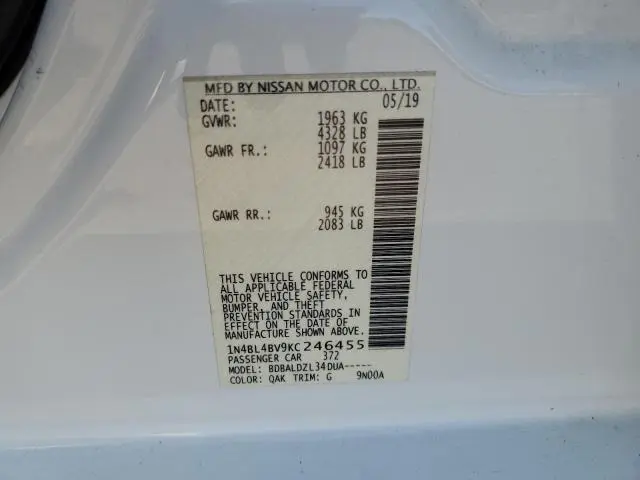 MFD BY NISSAN MOTOR CO., LTD.
DATE: 05/19
GVWR: 1963 KG
4328 LB
GAWR FR.: 1097 KG
2418 LB
GAWR RR.: 945 KG
2083 LB
THIS VEHICLE CONFORMS TO
ALL APPLICABLE FEDERAL
MOTOR VEHICLE SAFETY,
BUMPER, AND THEFT
PREVENTION STANDARDS IN
EFFECT ON THE DATE OF
MANUFACTURE SHOWN ABOVE.
1N4BL4BV9KC246455
PASSENGER CAR 372
MODEL: BDBALDZL34DUA-----
COLOR: QAK TRIM: G 9N00A